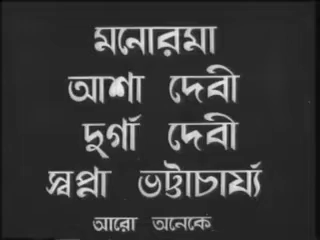 মনোরমা
আশা দেবী
দুর্গা দেবী
স্বপ্না ভট্টাচার্য্য
আরো অনেকে